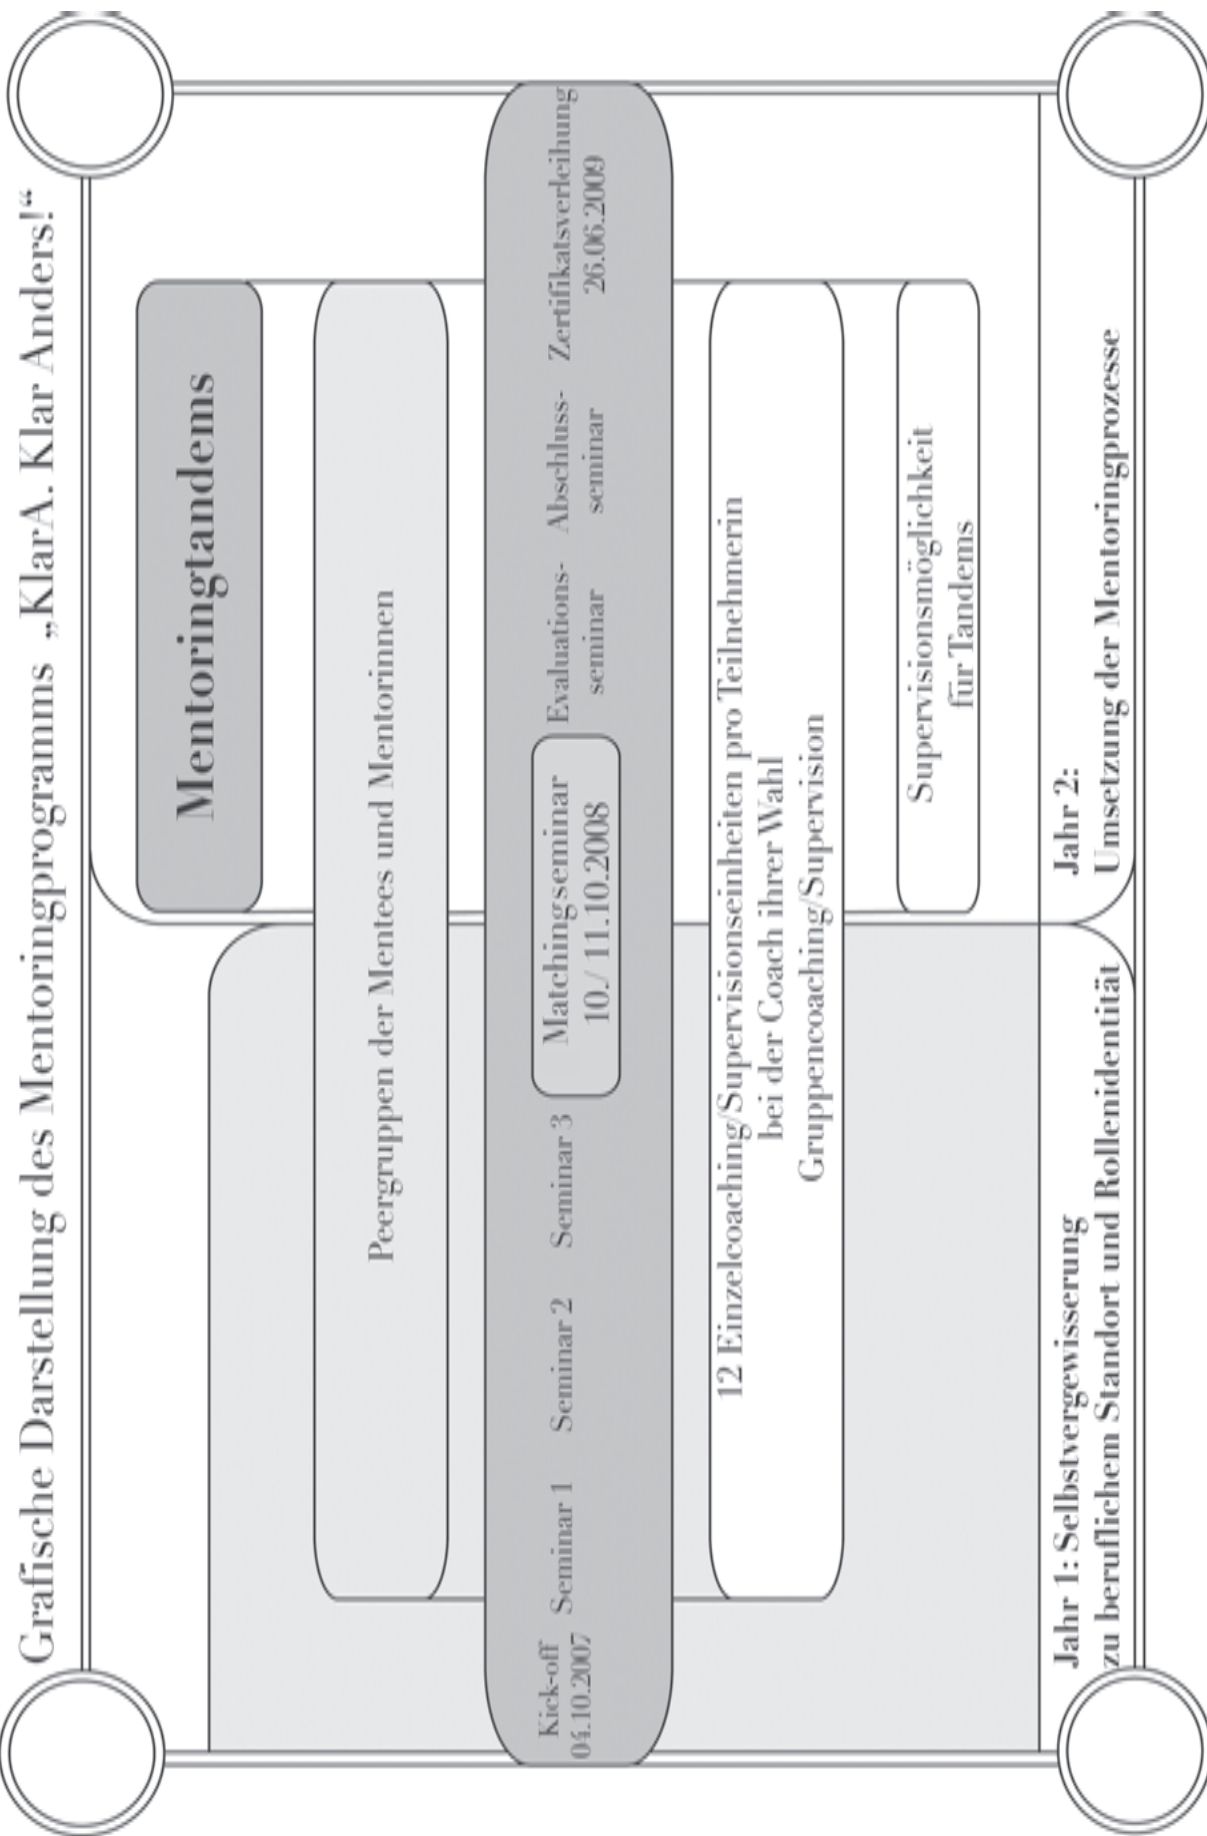 Grafische Darstellung des Mentoringprogramms „KlarA. Klar Anders!“
Mentoringtandems
Peergruppen der Mentees und Mentorinnen
Kick-off
04.10.2007
Seminar 1
Seminar 2
Seminar 3
Matchingseminar
10./ 11.10.2008
Evaluations-
seminar
Abschluss-
seminar
Zertifikatsverleihung
26.06.2009
12 Einzelcoaching/Supervisionseinheiten pro Teilnehmerin
bei der Coach ihrer Wahl
Gruppencoaching/Supervision
Supervisionsmöglichkeit
für Tandems
Jahr 1: Selbstvergewisserung
zu beruflichem Standort und Rollenidentität
Jahr 2:
Umsetzung der Mentoringprozesse